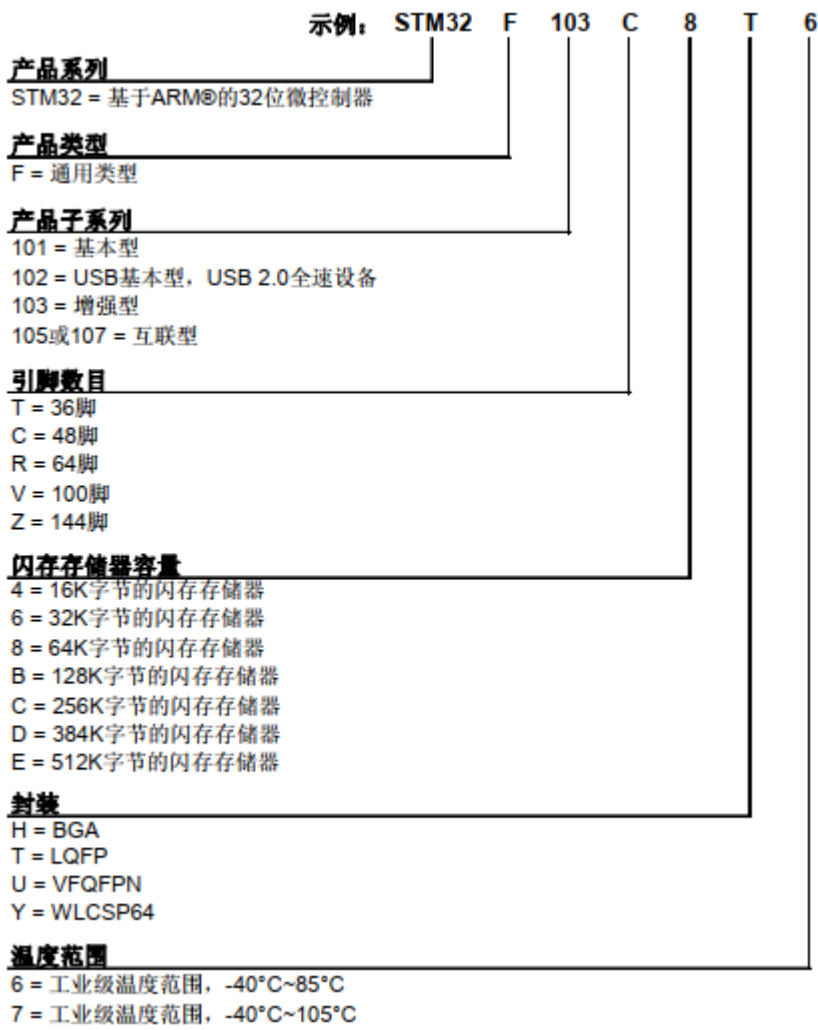 示例： STM32 F 103 C 8 T 6
产品系列
STM32 = 基于ARM®的32位微控制器
产品类型
F = 通用类型
产品子系列
101 = 基本型
102 = USB基本型，USB 2.0全速设备
103 = 增强型
105或107 = 互联型
引脚数目
T = 36脚
C = 48脚
R = 64脚
V = 100脚
Z = 144脚
闪存存储器容量
4 = 16K字节的闪存存储器
6 = 32K字节的闪存存储器
8 = 64K字节的闪存存储器
B = 128K字节的闪存存储器
C = 256K字节的闪存存储器
D = 384K字节的闪存存储器
E = 512K字节的闪存存储器
封装
H = BGA
T = LQFP
U = VFQFPN
Y = WLCSP64
温度范围
6 = 工业级温度范围，-40°C~85°C
7 = 工业级温度范围，-40°C~105°C